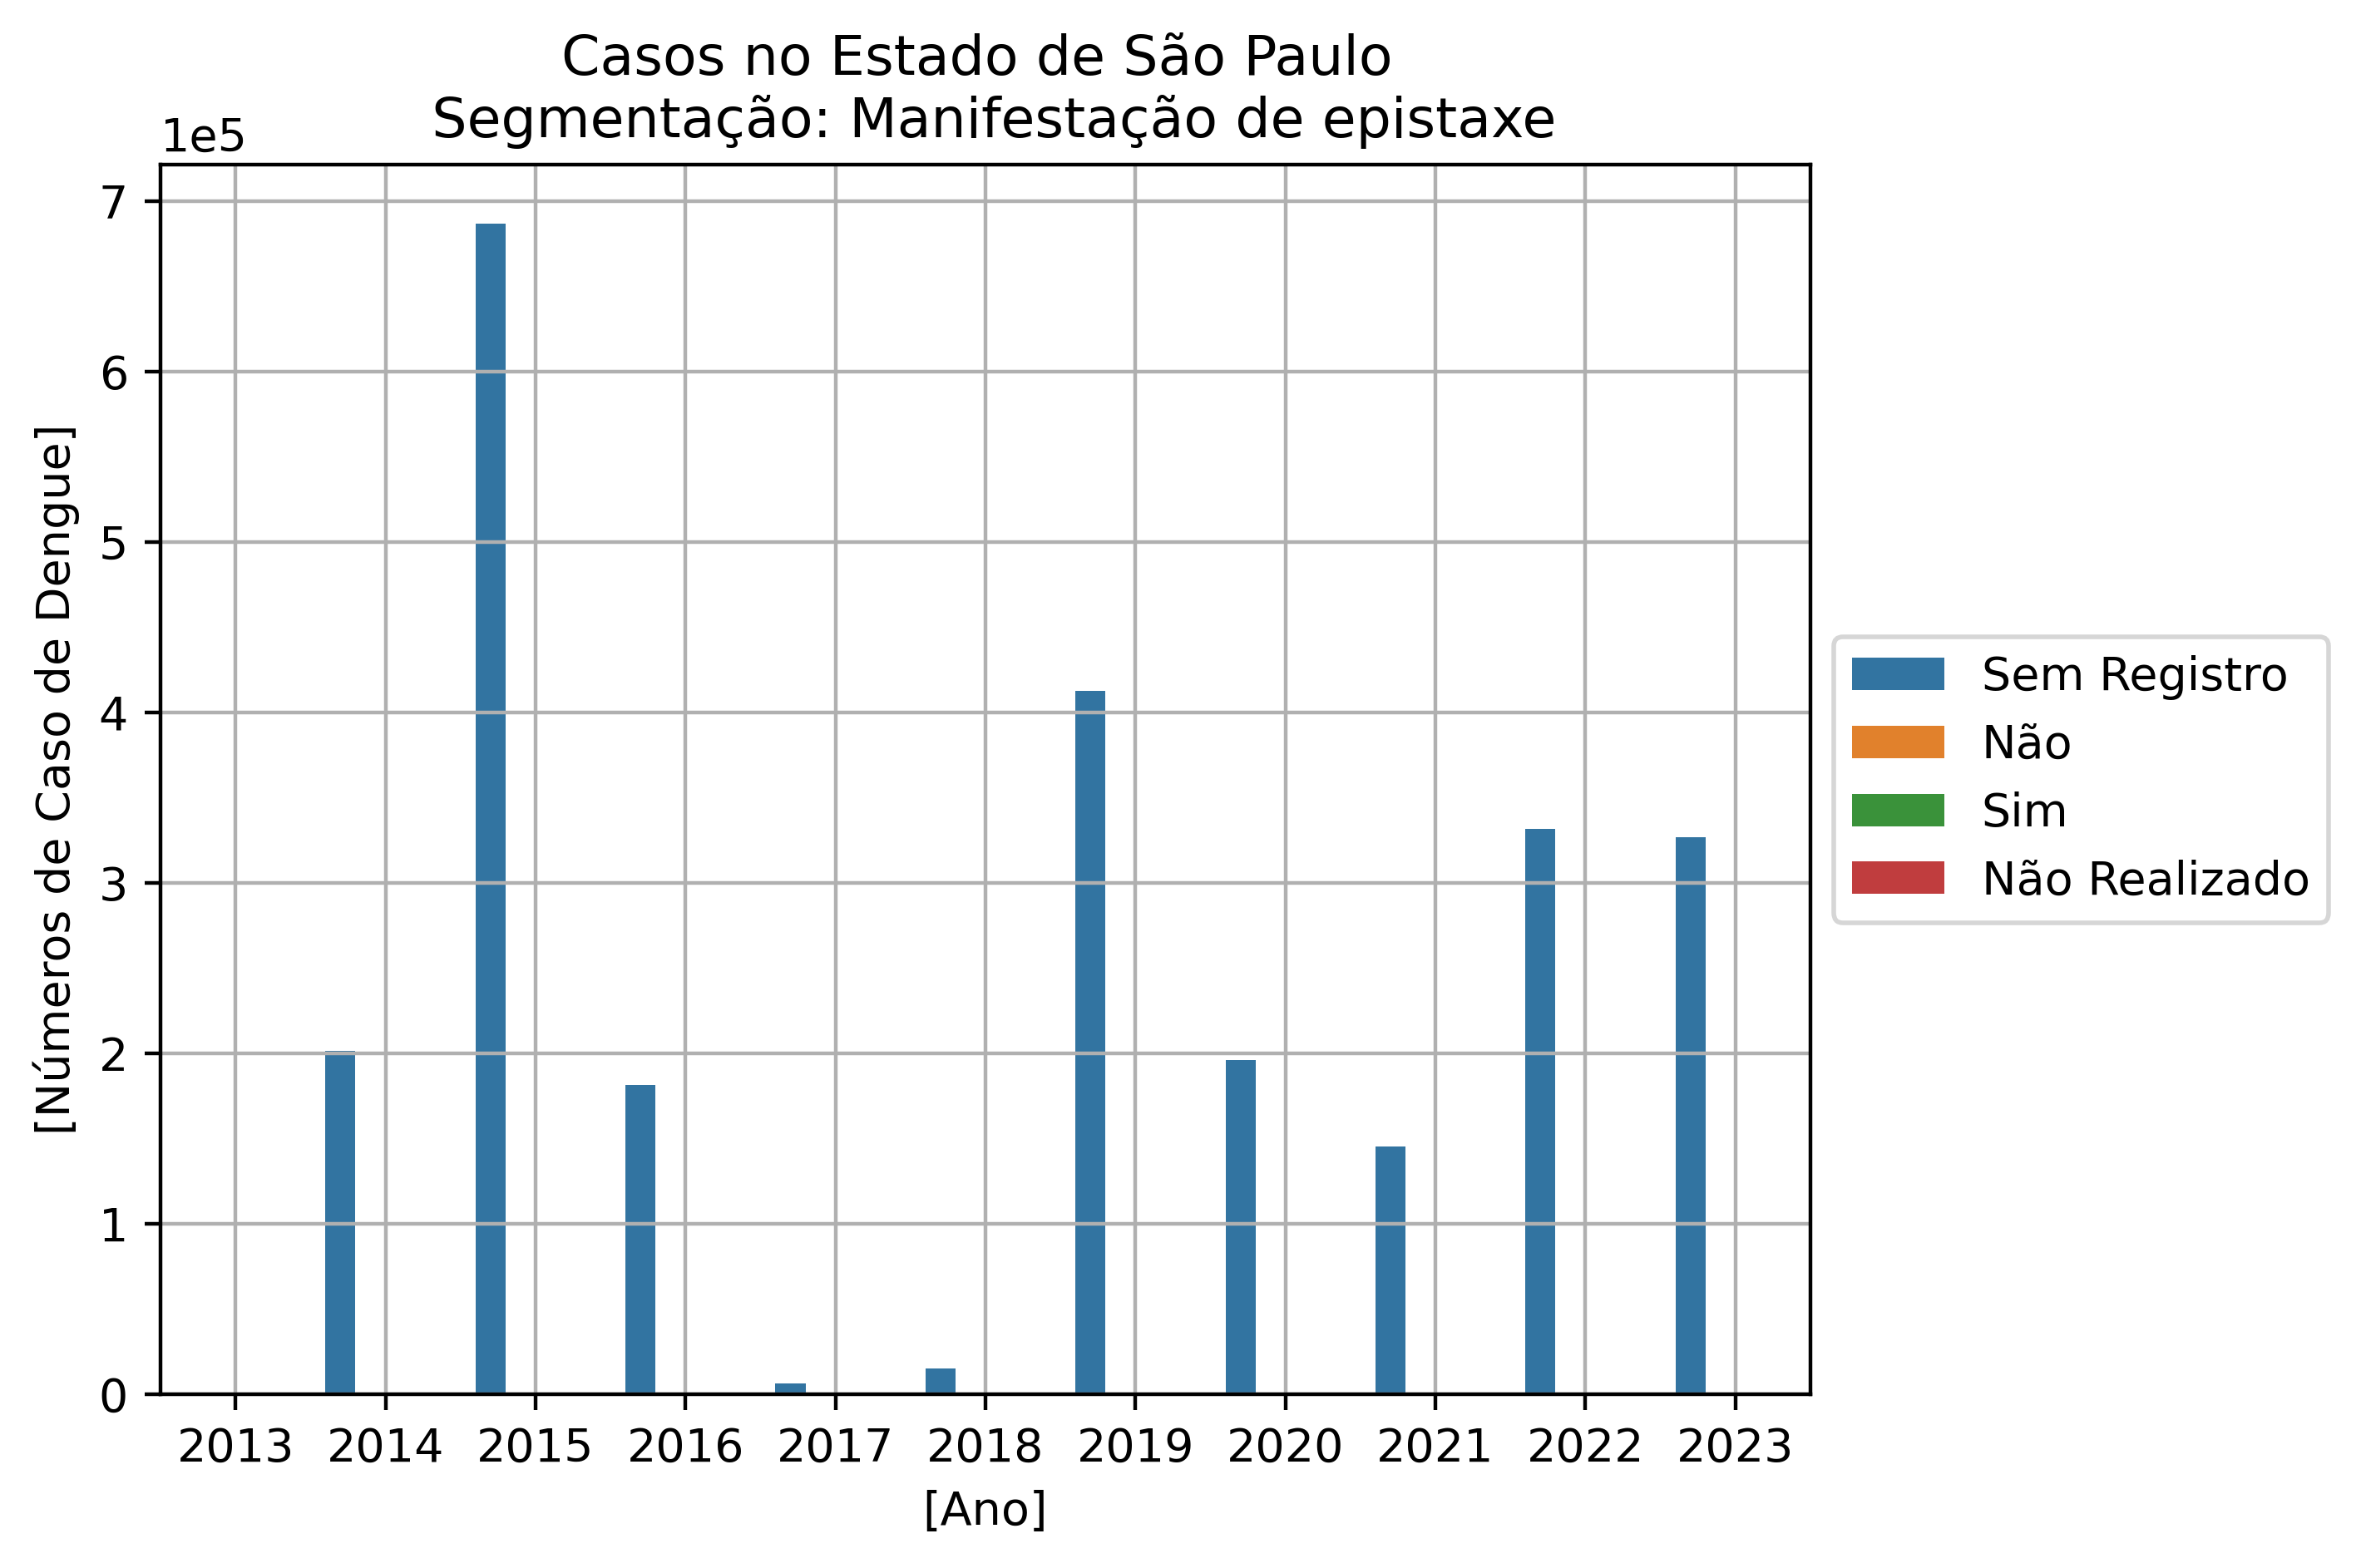 Casos no Estado de São Paulo
Segmentação: Manifestação de epistaxe
1e5
7
6
5
4
3
2
1
0
[Números de Caso de Dengue]
2013 2014 2015 2016 2017 2018 2019 2020 2021 2022 2023
[Ano]
Sem Registro
Não
Sim
Não Realizado